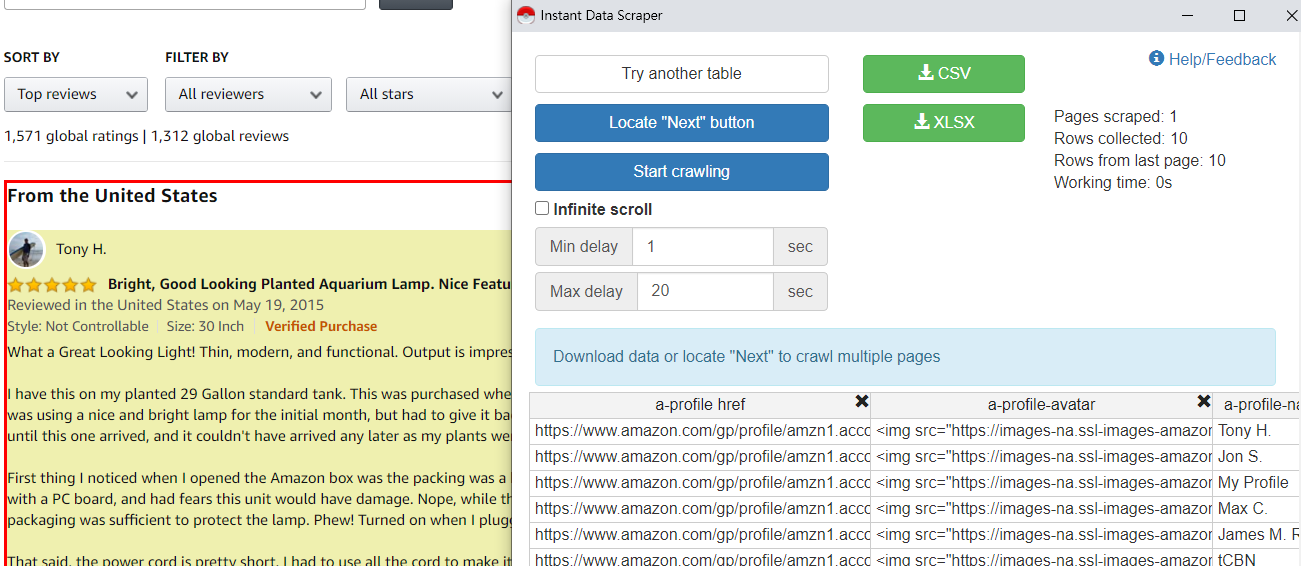 SORT BY
FILTER BY
Top reviews
All reviewers
All stars
1,571 global ratings | 1,312 global reviews
From the United States
Tony H.
Bright, Good Looking Planted Aquarium Lamp. Nice Featu
Reviewed in the United States on May 19, 2015
Style: Not Controllable
Size: 30 Inch
Verified Purchase
What a Great Looking Light! Thin, modern, and functional. Output is impres
I have this on my planted 29 Gallon standard tank. This was purchased whe
was using a nice and bright lamp for the initial month, but had to give it ba
until this one arrived, and it couldn't have arrived any later as my plants we
First thing I noticed when I opened the Amazon box was the packing was a
with a PC board, and had fears this unit would have damage. Nope, while th
packaging was sufficient to protect the lamp. Phew! Turned on when I plug
That said, the power cord is pretty short. I had to use all the cord to make it
Instant Data Scraper
Try another table
CSV
Help/Feedback
Locate "Next" button
XLSX
Start crawling
Pages scraped: 1
Rows collected: 10
Rows from last page: 10
Working time: 0s
Infinite scroll
Min delay 1 sec
Max delay 20 sec
Download data or locate "Next" to crawl multiple pages
a-profile href a-profile-avatar a-profile-na
https://www.amazon.com/gp/profile/amzn1.acco <img src="https://images-na.ssl-images-amazon Tony H.
https://www.amazon.com/gp/profile/amzn1.acco <img src="https://images-na.ssl-images-amazon Jon S.
https://www.amazon.com/gp/profile/amzn1.acco <img src="https://images-na.ssl-images-amazon My Profile
https://www.amazon.com/gp/profile/amzn1.acco <img src="https://images-na.ssl-images-amazon Max C.
https://www.amazon.com/gp/profile/amzn1.acco <img src="https://images-na.ssl-images-amazon James M. R
https://www.amazon.com/gp/profile/amzn1.acco <img src="https://images-na.ssl-images-amazon tCBN